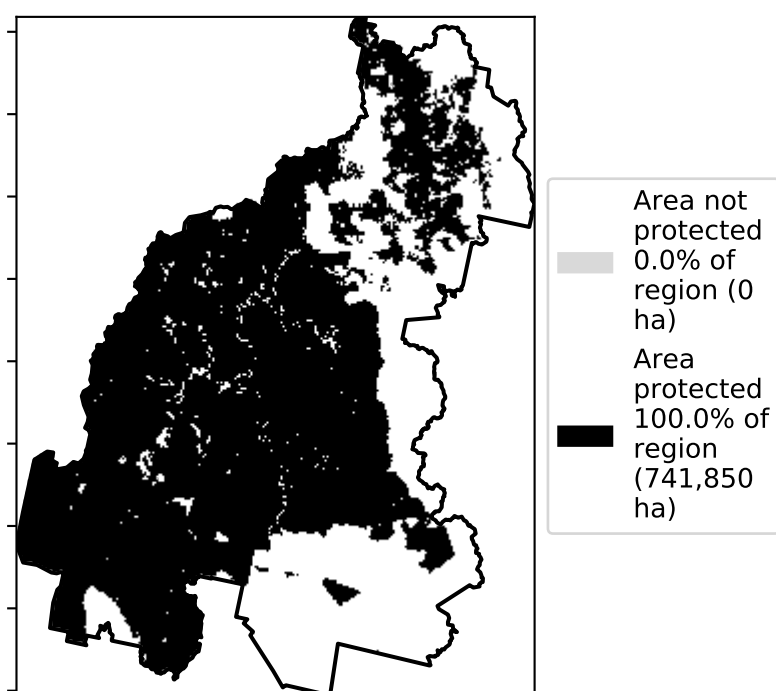 Area not
protected
0.0% of
region (0
ha)
Area
protected
100.0% of
region
(741,850
ha)